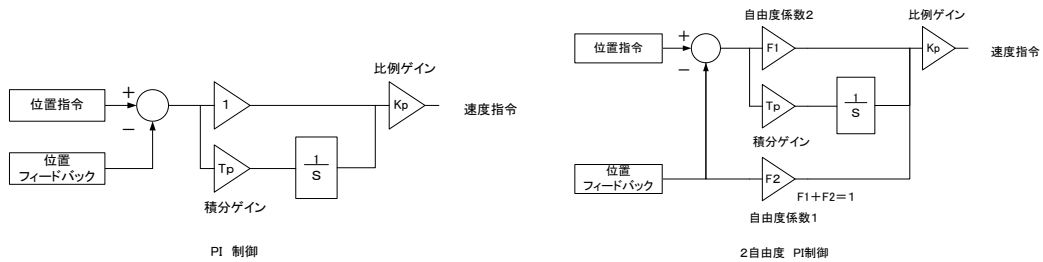 位置指令
+
−
位置
フィードバック
1
Tp
積分ゲイン
1
S
比例ゲイン
Kp
速度指令
PI 制御
自由度係数2
位置指令
+
−
F1
Tp
積分ゲイン
1
S
比例ゲイン
Kp
速度指令
位置
フィードバック
F2
F1+F2=1
自由度係数1
2自由度 PI制御